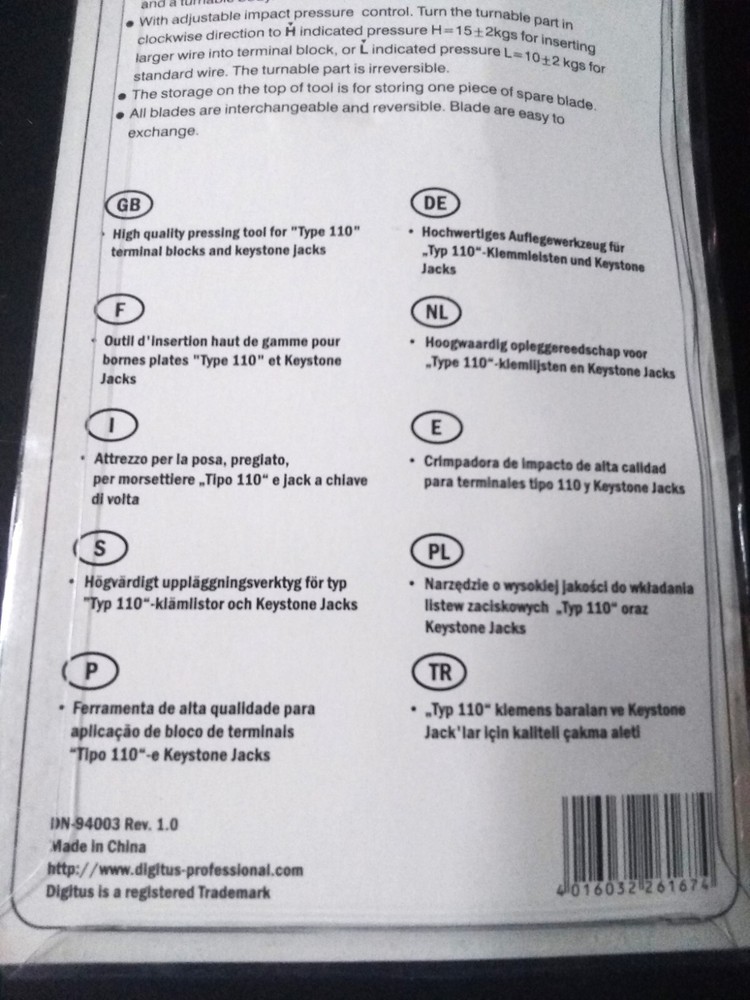 and a turnable
• With adjustable impact pressure control. Turn the turnable part in
clockwise direction to H indicated pressure H=15±2kgs for inserting
larger wire into terminal block, or L indicated pressure L=10±2 kgs for
standard wire. The turnable part is irreversible.
• The storage on the top of tool is for storing one piece of spare blade.
• All blades are interchangeable and reversible. Blade are easy to
exchange.
GB
• High quality pressing tool for "Type 110"
terminal blocks and keystone jacks
DE
• Hochwertiges Auflegewerkzeug für
„Typ 110“-Klemmleisten und Keystone
Jacks
F
• Outil d'insertion haut de gamme pour
bornes plates "Type 110" et Keystone
Jacks
NL
• Hoogwaardig opleggereedschap voor
„Type 110“-klemlijsten en Keystone Jacks
I
• Attrezzo per la posa, pregiato,
per morsettiere „Tipo 110“ e jack a chiave
di volta
E
• Crimpadora de impacto de alta calidad
para terminales tipo 110 y Keystone Jacks
S
• Högvärdigt uppläggningsverktyg för typ
"Typ 110“-klämlistor och Keystone Jacks
PL
• Narzędzie o wysokiej jakości do wkładania
listew zaciskowych „Typ 110“ oraz
Keystone Jacks
P
• Ferramenta de alta qualidade para
aplicação de bloco de terminais
"Tipo 110“-e Keystone Jacks
TR
• „Typ 110“ klemens baraları ve Keystone
Jack'lar için kaliteli çakma aleti
DN-94003 Rev. 1.0
Made in China
http://www.digitus-professional.com
Digitus is a registered Trademark
4 016032 261674